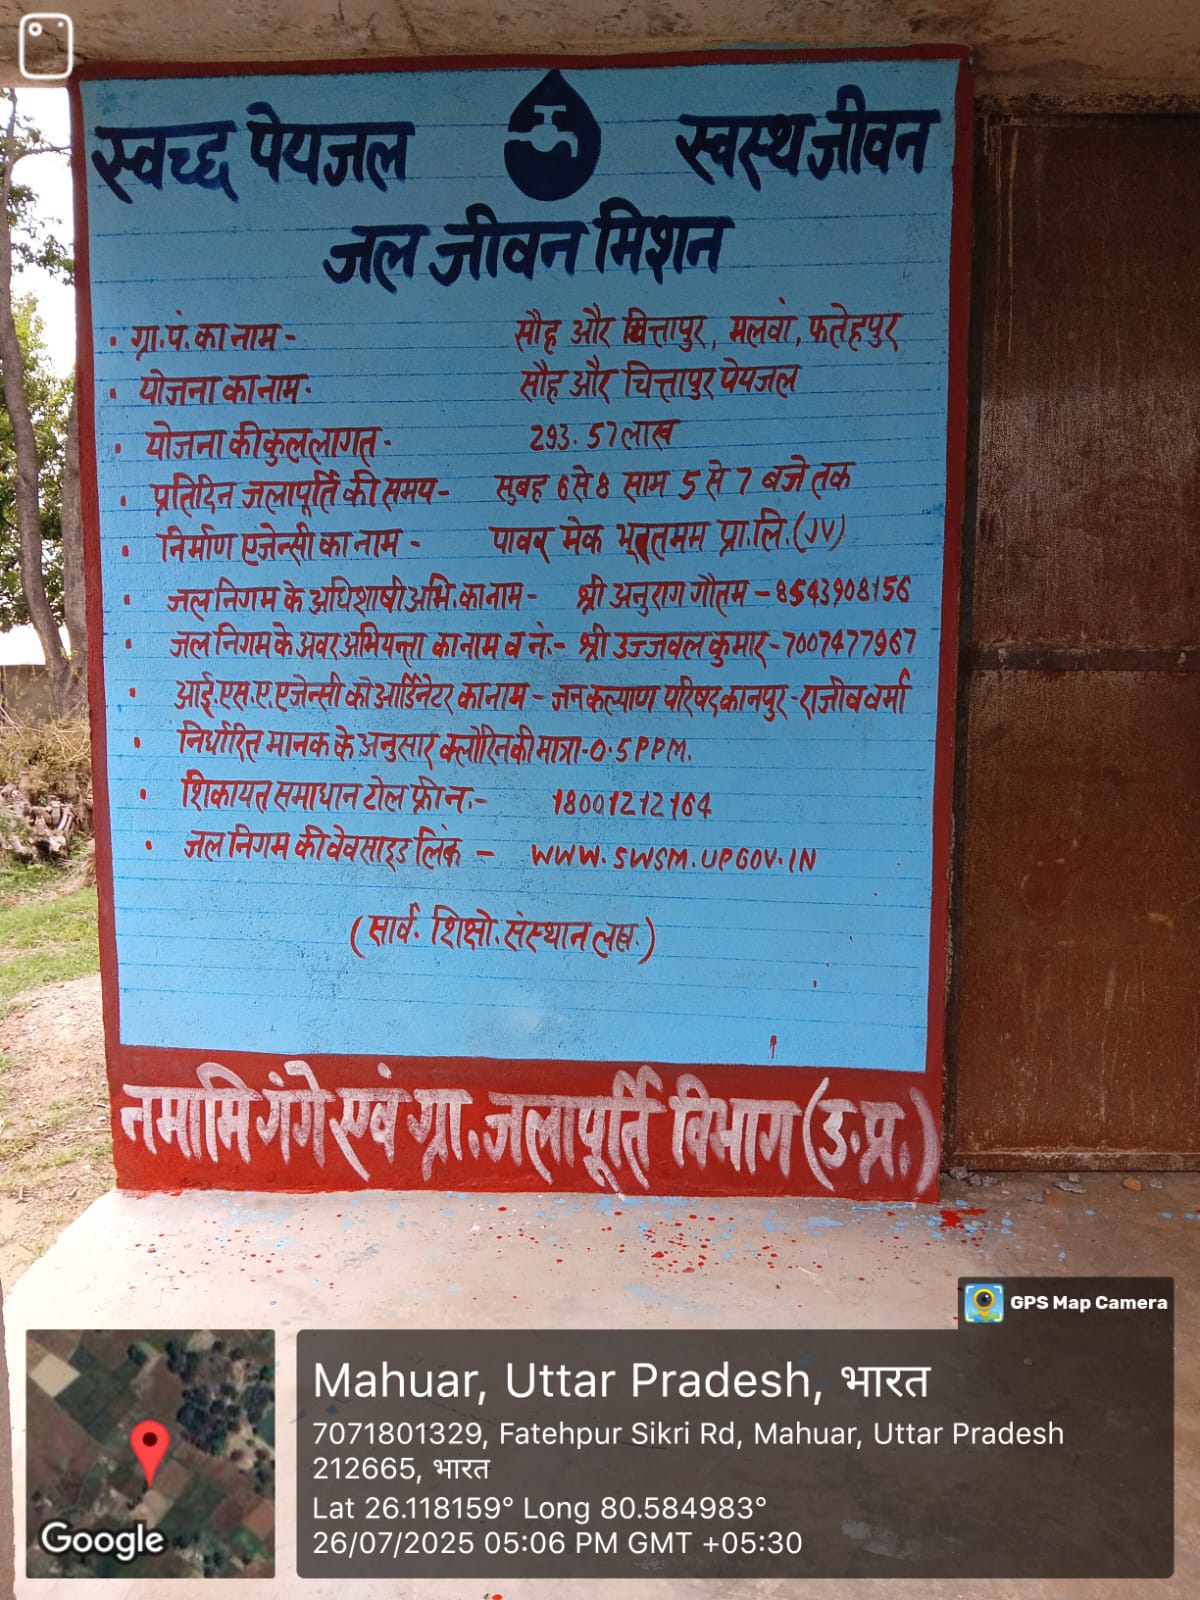 स्वच्छ पेयजल
स्वस्थ जीवन
जल जीवन मिशन
• ग्रा.पं. का नाम - सौह और चित्तापुर, मलवां, फतेहपुर
• योजना का नाम - सौह और चित्तापुर पेयजल
• योजना की कुल लागत - 293.57 लाख
• प्रतिदिन जलापूर्ति की समय - सुबह 6 से 8 साम 5 से 7 बजे तक
• निर्माण एजेन्सी का नाम - पावर मेक प्रा.लि.(JV)
• जल निगम के अधिशाषी अभि. का नाम - श्री अनुराग गौतम - 8543908156
• जल निगम के अवर अभियन्ता का नाम व नं. - श्री उज्जवल कुमार - 7007477967
• आई.एस.ए. एजेन्सी कोआर्डिनेटर का नाम - जन कल्याण परिषद कानपुर - राजीव वर्मा
• निर्धारित मानक के अनुसार क्लोरिन की मात्रा - 0.5 PPM.
• शिकायत समाधान टोल फ्री न. - 18001212164
• जल निगम की वेवसाइड लिंक - WWW.SWSM.UPGOV.IN
(सार्व. शिक्षो. संस्थान लख.)
नमामि गंगे एवं ग्रा. जलापूर्ति विभाग (उ.प्र.)
GPS Map Camera
Mahuar, Uttar Pradesh, भारत
7071801329, Fatehpur Sikri Rd, Mahuar, Uttar Pradesh
212665, भारत
Lat 26.118159° Long 80.584983°
26/07/2025 05:06 PM GMT +05:30
Google